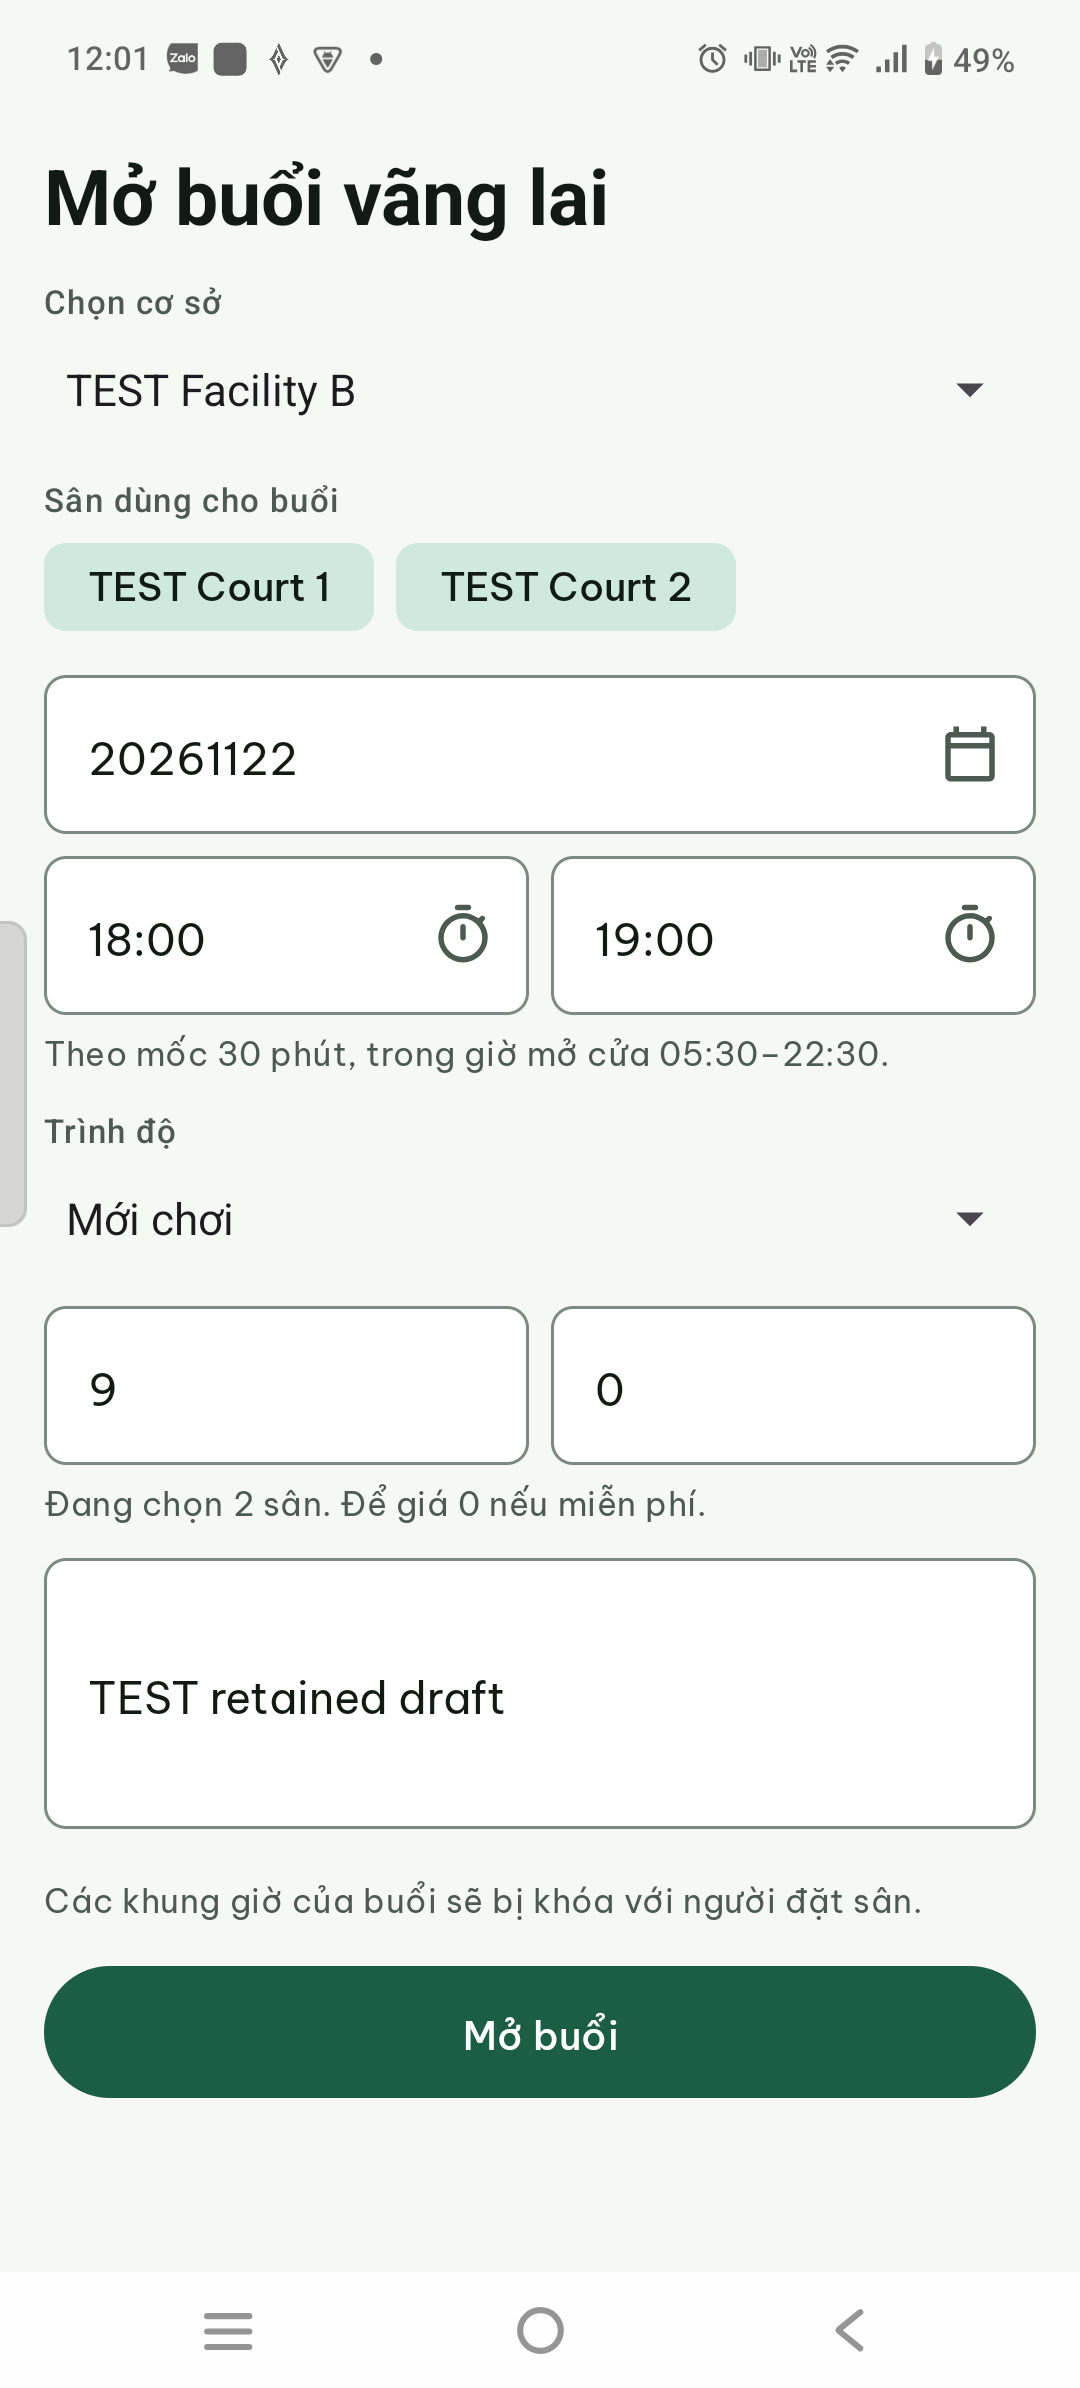 12:01 Zalo VoLTE 49%
Mở buổi vãng lai
Chọn cơ sở
TEST Facility B
Sân dùng cho buổi
TEST Court 1 TEST Court 2
20261122
18:00 19:00
Theo mốc 30 phút, trong giờ mở cửa 05:30–22:30.
Trình độ
Mới chơi
9 0
Đang chọn 2 sân. Để giá 0 nếu miễn phí.
TEST retained draft
Các khung giờ của buổi sẽ bị khóa với người đặt sân.
Mở buổi